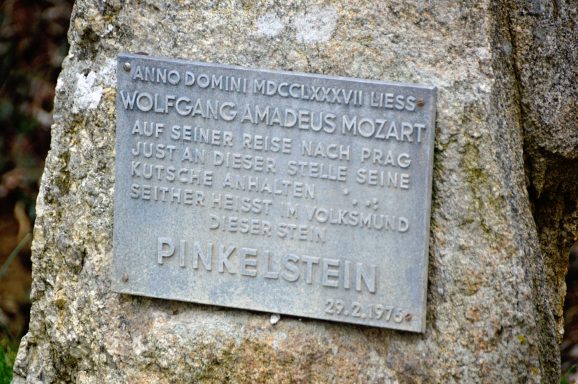 ANNO DOMINI MDCCLXXXVII LIESS
WOLFGANG AMADEUS MOZART
AUF SEINER REISE NACH PRAG
JUST AN DIESER STELLE SEINE
KUTSCHE ANHALTEN ...
SEITHER HEISST IM VOLKSMUND
DIESER STEIN
PINKELSTEIN
29.2.1976